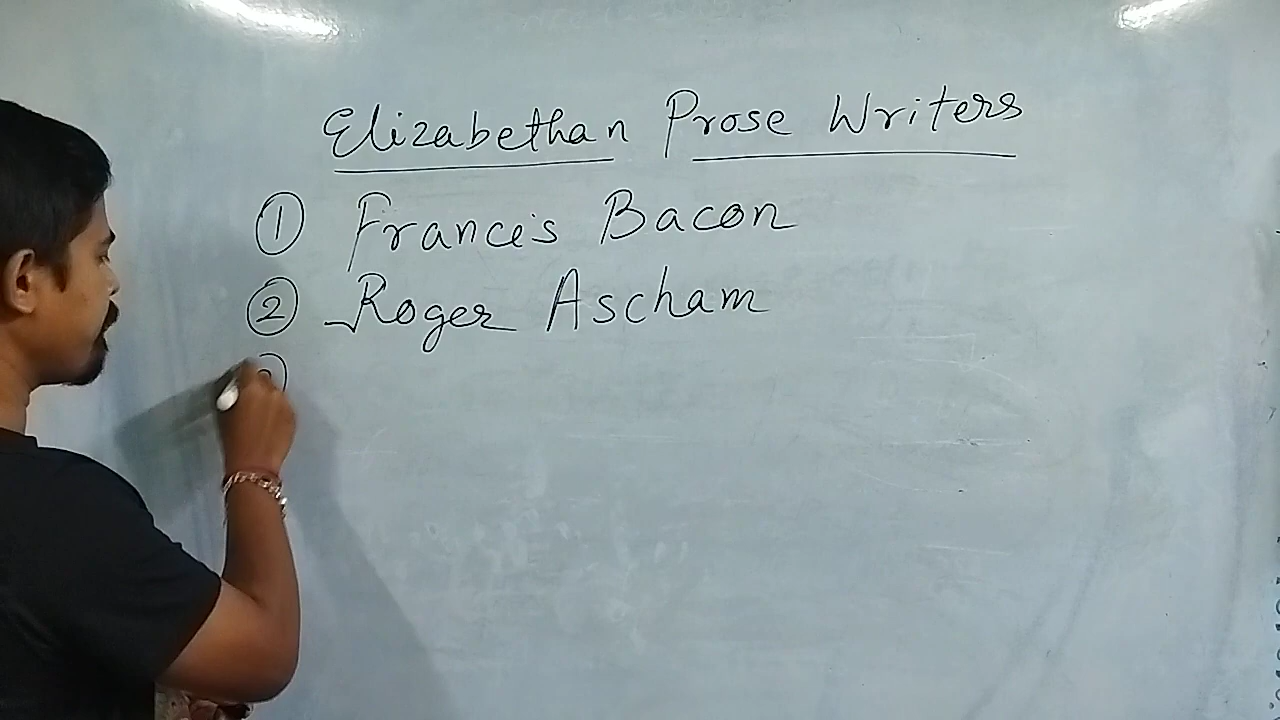 Elizabethan Prose Writers
① Francis Bacon
② Roger Ascham